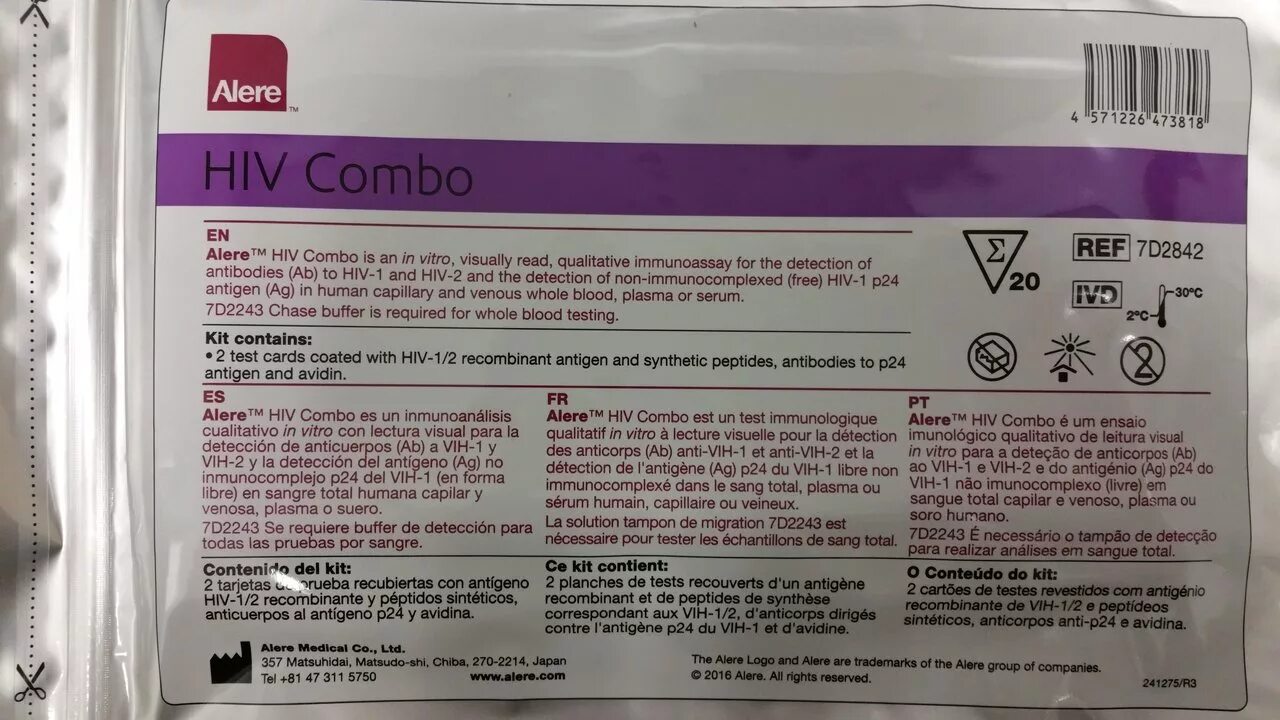 Alere™
4 571226 473818
HIV Combo
EN
Alere™ HIV Combo is an in vitro, visually read, qualitative immunoassay for the detection of
antibodies (Ab) to HIV-1 and HIV-2 and the detection of non-immunocomplexed (free) HIV-1 p24
antigen (Ag) in human capillary and venous whole blood, plasma or serum.
7D2243 Chase buffer is required for whole blood testing.
Kit contains:
• 2 test cards coated with HIV-1/2 recombinant antigen and synthetic peptides, antibodies to p24
antigen and avidin.
Σ
20
REF 7D2842
IVD
30°C
2°C
2
ES
Alere™ HIV Combo es un inmunoanálisis
cualitativo in vitro con lectura visual para la
detección de anticuerpos (Ab) a VIH-1 y
VIH-2 y la detección del antígeno (Ag) no
inmunocomplejo p24 del VIH-1 (en forma
libre) en sangre total humana capilar y
venosa, plasma o suero.
7D2243 Se requiere buffer de detección para
todas las pruebas por sangre.
Contenido del kit:
2 tarjetas de prueba recubiertas con antígeno
HIV-1/2 recombinante y péptidos sintéticos,
anticuerpos al antígeno p24 y avidina.
FR
Alere™ HIV Combo est un test immunologique
qualitatif in vitro à lecture visuelle pour la détection
des anticorps (Ab) anti-VIH-1 et anti-VIH-2 et la
détection de l'antigène (Ag) p24 du VIH-1 libre non
immunocomplexé dans le sang total, plasma ou
sérum humain, capillaire ou veineux.
La solution tampon de migration 7D2243 est
nécessaire pour tester les échantillons de sang total.
Ce kit contient:
2 planches de tests recouverts d'un antigène
recombinant et de peptides de synthèse
correspondant aux VIH-1/2, d'anticorps dirigés
contre l'antigène p24 du VIH-1 et d'avidine.
PT
Alere™ HIV Combo é um ensaio
imunológico qualitativo de leitura visual
in vitro para a deteção de anticorpos (Ab)
ao VIH-1 e VIH-2 e do antigénio (Ag) p24 do
VIH-1 não imunocomplexo (livre) em
sangue total capilar e venoso, plasma ou
soro humano.
7D2243 É necessário o tampão de detecção
para realizar análises em sangue total.
O Conteúdo do kit:
2 cartões de testes revestidos com antigénio
recombinante de VIH-1/2 e peptídeos
sintéticos, anticorpos anti-p24 e avidina.
Alere Medical Co., Ltd.
357 Matsuhidai, Matsudo-shi, Chiba, 270-2214, Japan
Tel +81 47 311 5750 www.alere.com
The Alere Logo and Alere are trademarks of the Alere group of companies.
© 2016 Alere. All rights reserved.
241275/R3